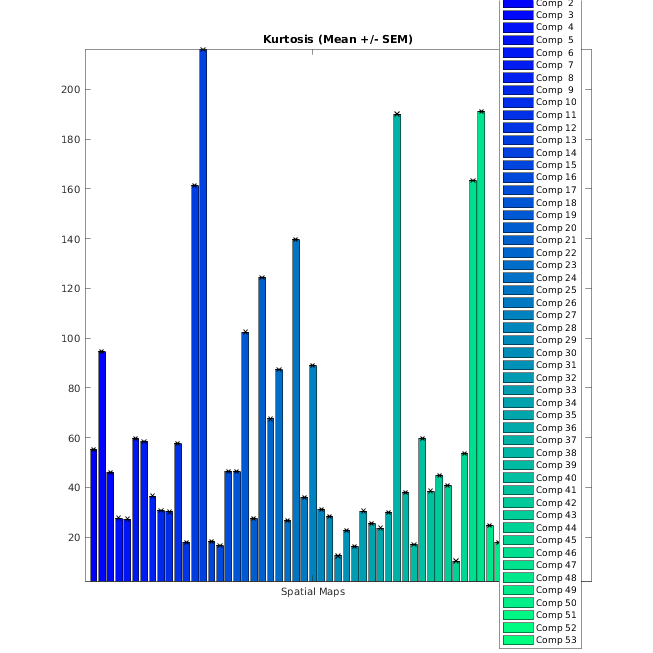 Kurtosis (Mean +/- SEM)
200
180
160
140
120
100
80
60
40
20
Spatial Maps
Comp 2
Comp 3
Comp 4
Comp 5
Comp 6
Comp 7
Comp 8
Comp 9
Comp 10
Comp 11
Comp 12
Comp 13
Comp 14
Comp 15
Comp 16
Comp 17
Comp 18
Comp 19
Comp 20
Comp 21
Comp 22
Comp 23
Comp 24
Comp 25
Comp 26
Comp 27
Comp 28
Comp 29
Comp 30
Comp 31
Comp 32
Comp 33
Comp 34
Comp 35
Comp 36
Comp 37
Comp 38
Comp 39
Comp 40
Comp 41
Comp 42
Comp 43
Comp 44
Comp 45
Comp 46
Comp 47
Comp 48
Comp 49
Comp 50
Comp 51
Comp 52
Comp 53